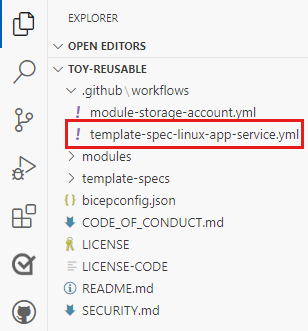 EXPLORER
OPEN EDITORS
TOY-REUSABLE
.github\workflows
! module-storage-account.yml
! template-spec-linux-app-service.yml
modules
template-specs
bicepconfig.json
CODE_OF_CONDUCT.md
LICENSE
LICENSE-CODE
README.md
SECURITY.md